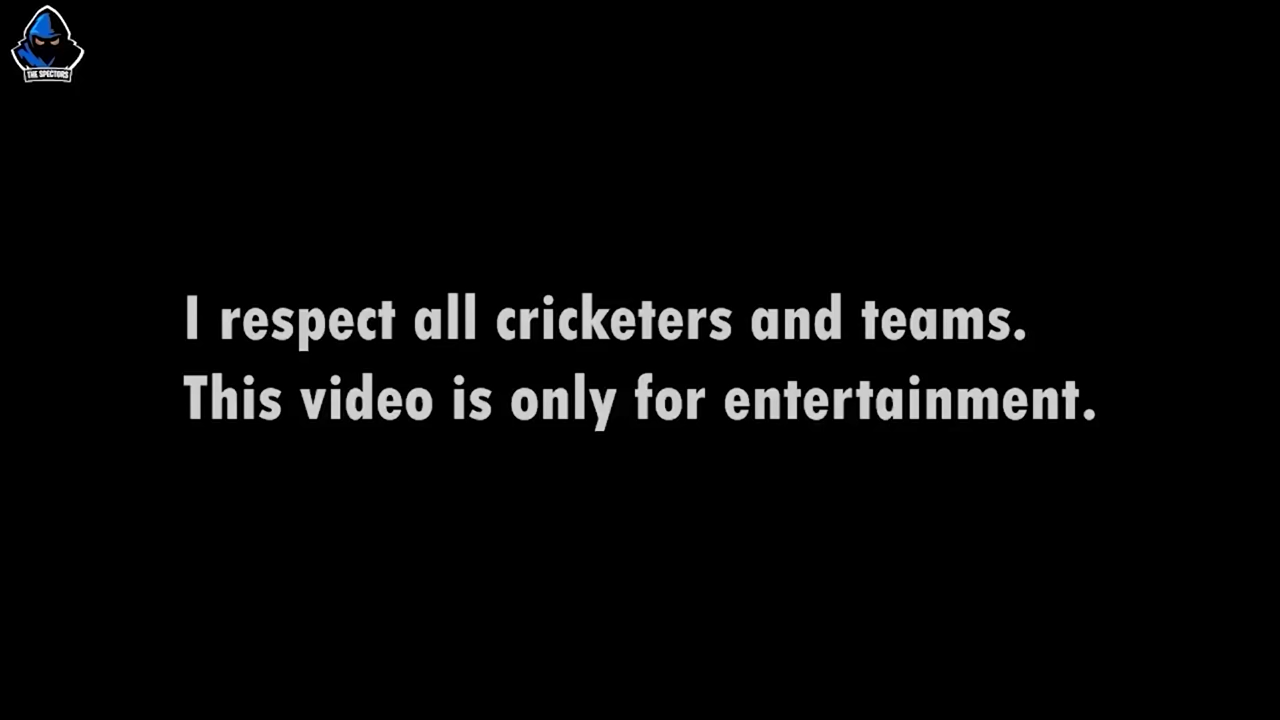 THE SPECTORS
I respect all cricketers and teams.
This video is only for entertainment.